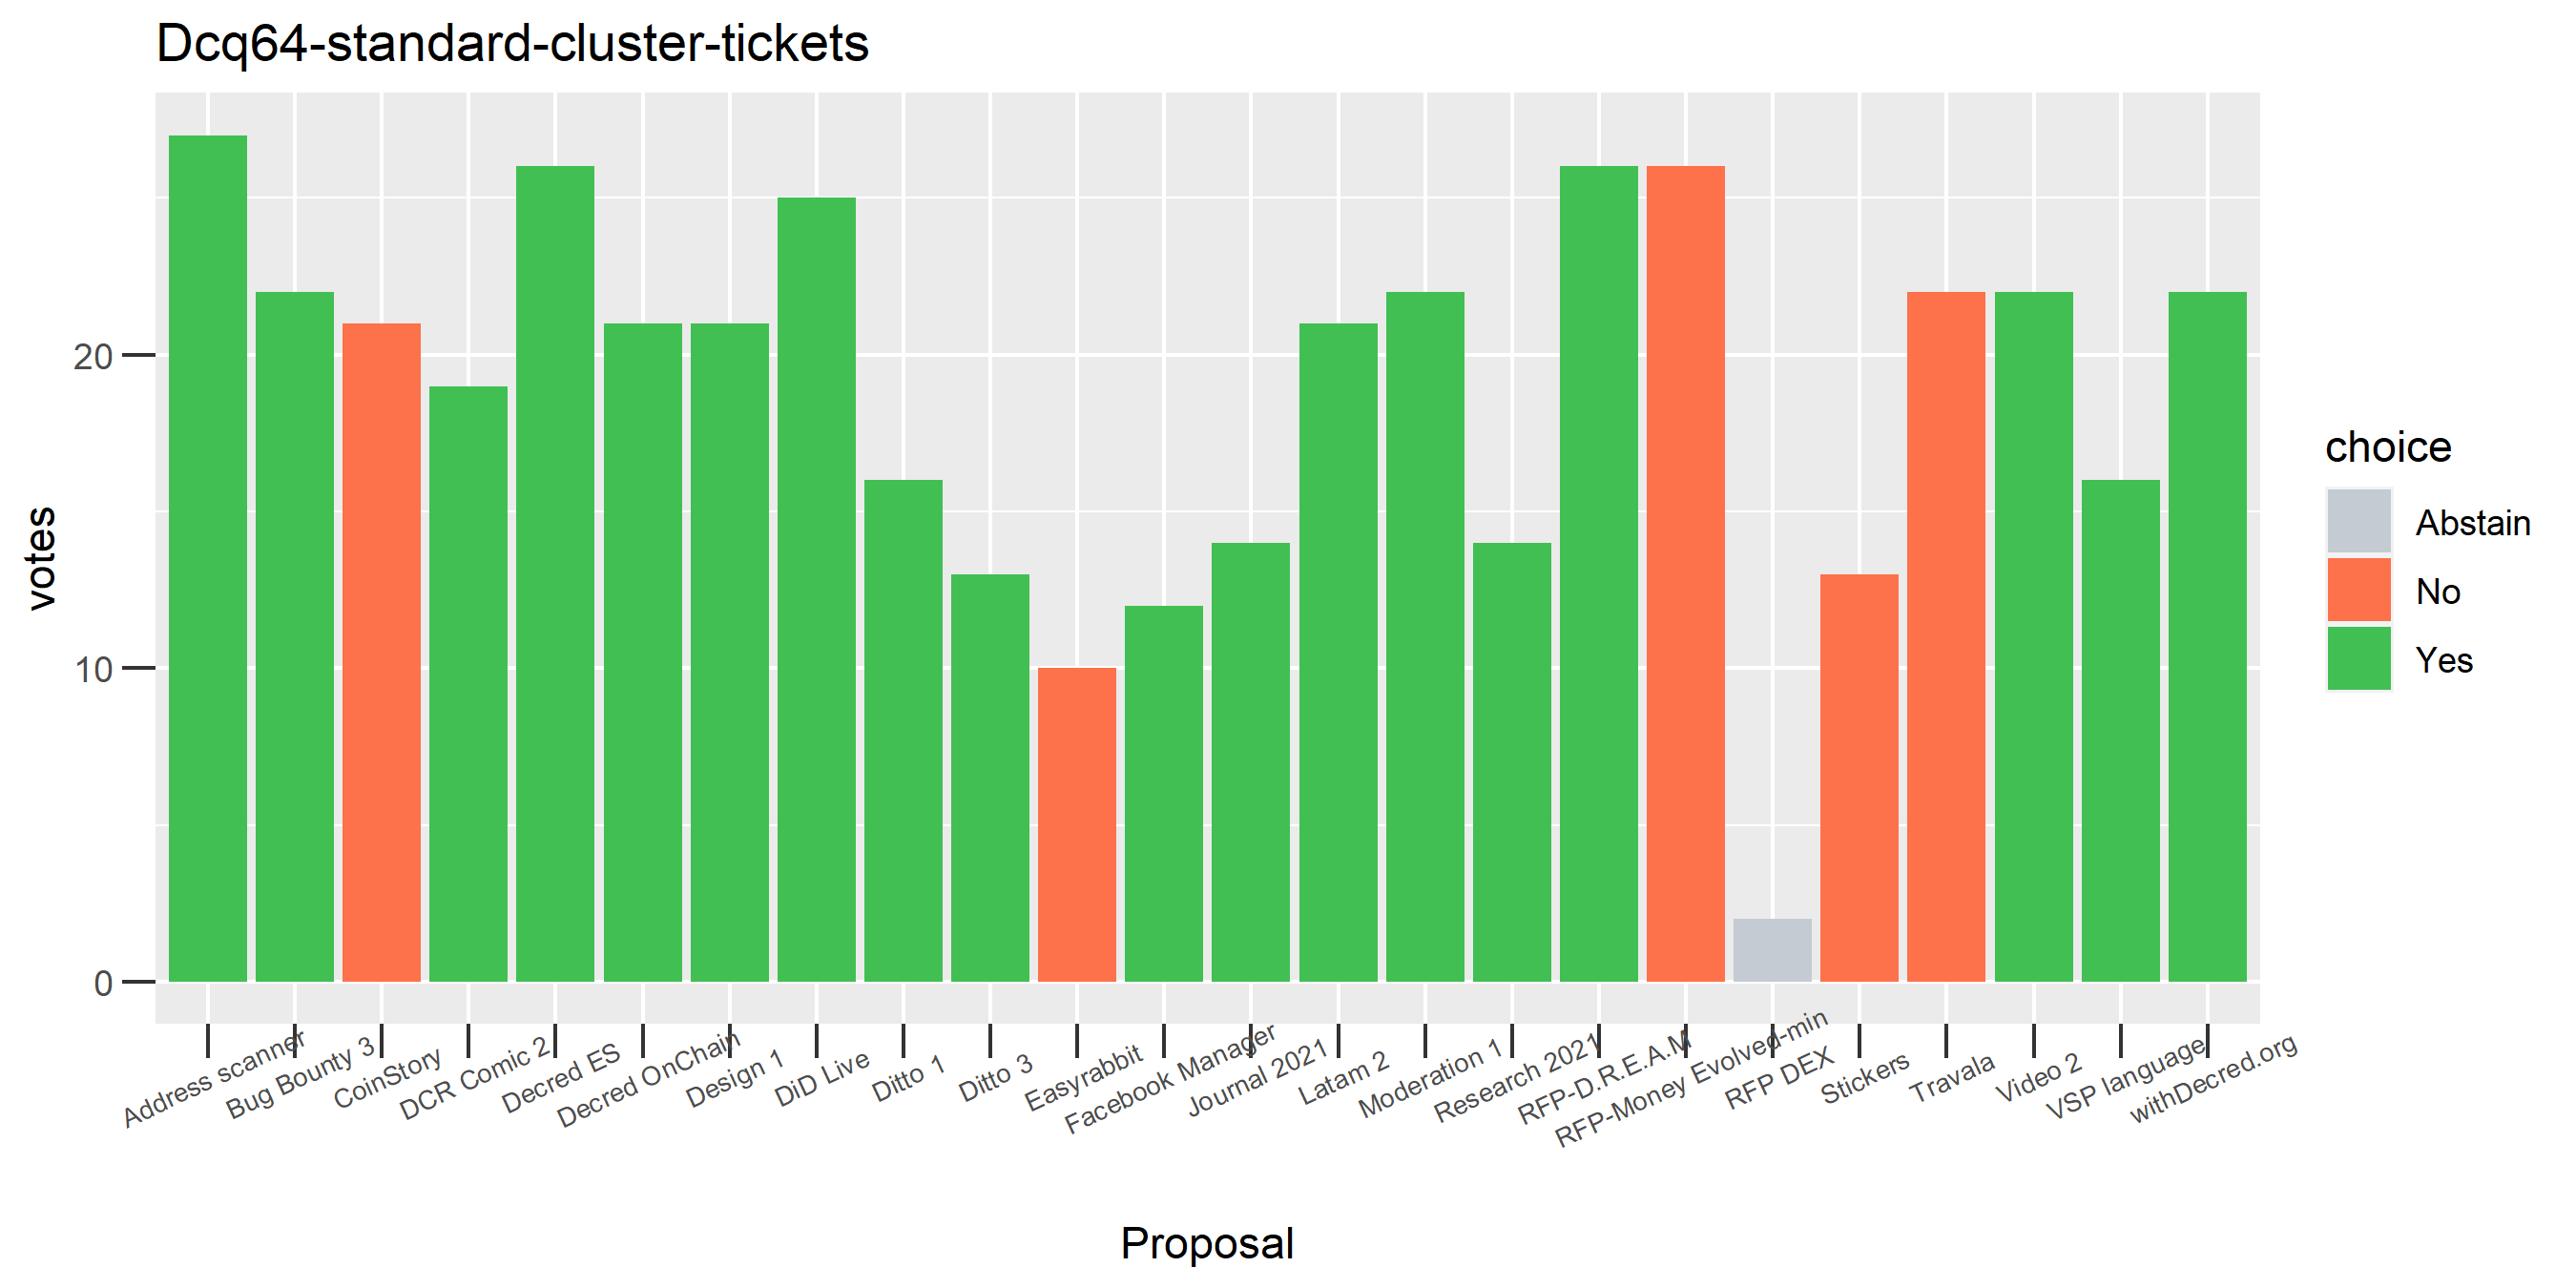 Dcq64-standard-cluster-tickets
votes
20
10
0
Address scanner
Bug Bounty 3
CoinStory
DCR Comic 2
Decred ES
Decred OnChain
Design 1
DiD Live
Ditto 1
Ditto 3
Easyrabbit
Facebook Manager
Journal 2021
Latam 2
Moderation 1
Research 2021
RFP-D.R.E.A.M
RFP-Money Evolved-min
RFP DEX
Stickers
Travala
Video 2
VSP language
withDecred.org
Proposal
choice
Abstain
No
Yes